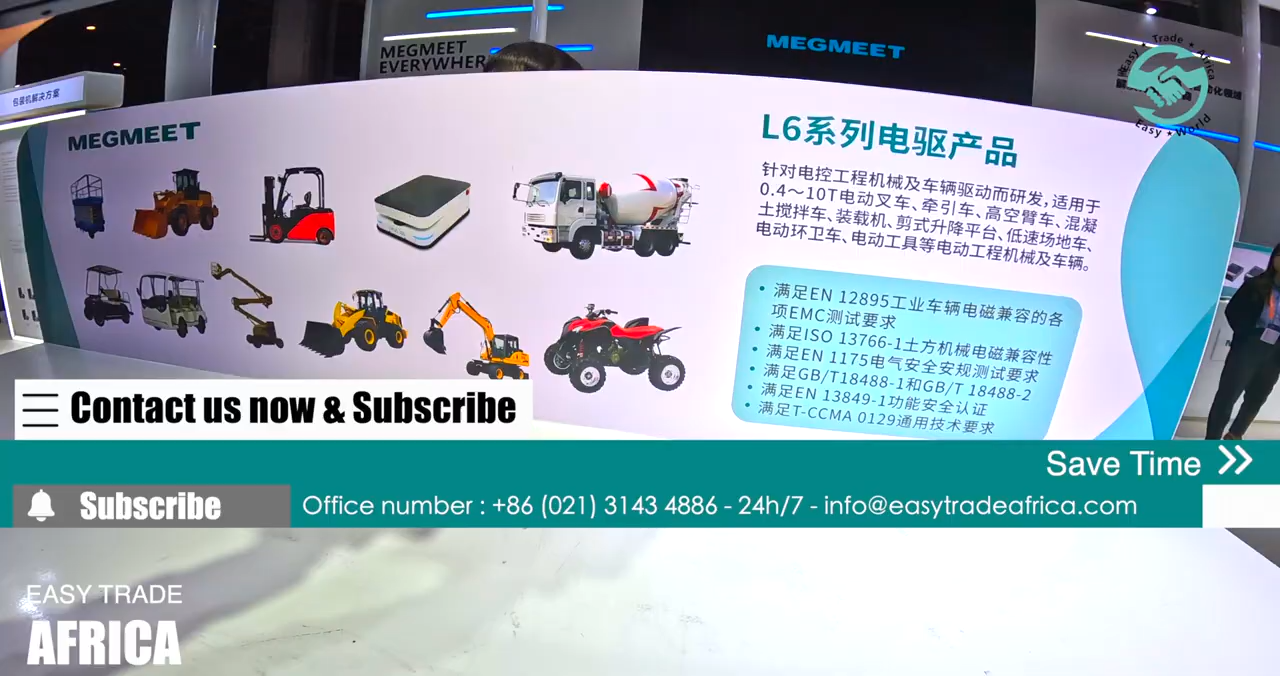 MEGMEET
EVERYWHER
MEGMEET
Easy ★ Trade ★ Africa
Easy ★ World
动化领域
包装机解决方案
MEGMEET
L6系列电驱产品
针对电控工程机械及车辆驱动而研发,适用于
0.4～10T电动叉车、牵引车、高空臂车、混凝
土搅拌车、装载机、剪式升降平台、低速场地车、
电动环卫车、电动工具等电动工程机械及车辆。
• 满足EN 12895工业车辆电磁兼容的各
项EMC测试要求
• 满足ISO 13766-1土方机械电磁兼容性
• 满足EN 1175电气安全安规测试要求
• 满足GB/T18488-1和GB/T 18488-2
• 满足EN 13849-1功能安全认证
• 满足T-CCMA 0129通用技术要求
Contact us now & Subscribe
Save Time
Subscribe
Office number : +86 (021) 3143 4886 - 24h/7 - info@easytradeafrica.com
EASY TRADE
AFRICA